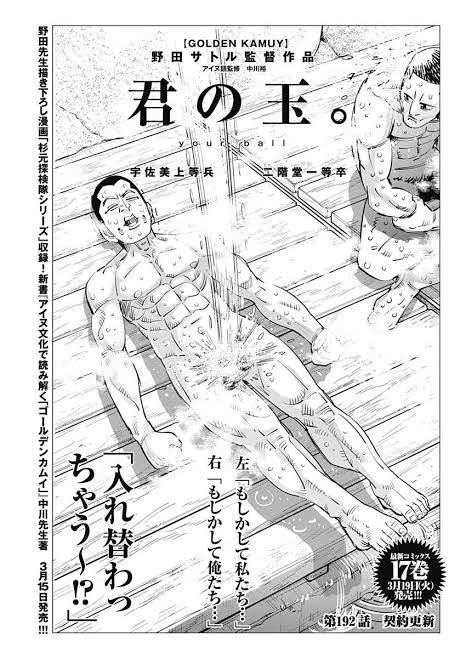 【GOLDEN KAMUY】
野田サトル監督作品
アイヌ語監修 中川裕
君の玉。
your ball
宇佐美上等兵
二階堂一等卒
野田先生描き下ろし漫画「杉元探検隊シリーズ」収録!新書『アイヌ文化で読み解く「ゴールデンカムイ」』中川先生著 3月15日発売!!!
左「もしかして私たち…」
右「もしかして俺たち…」
「入れ替わっ
ちゃう〜!?」
最新コミックス
17巻
3月19日(火)
発売!!!
第192話 契約更新